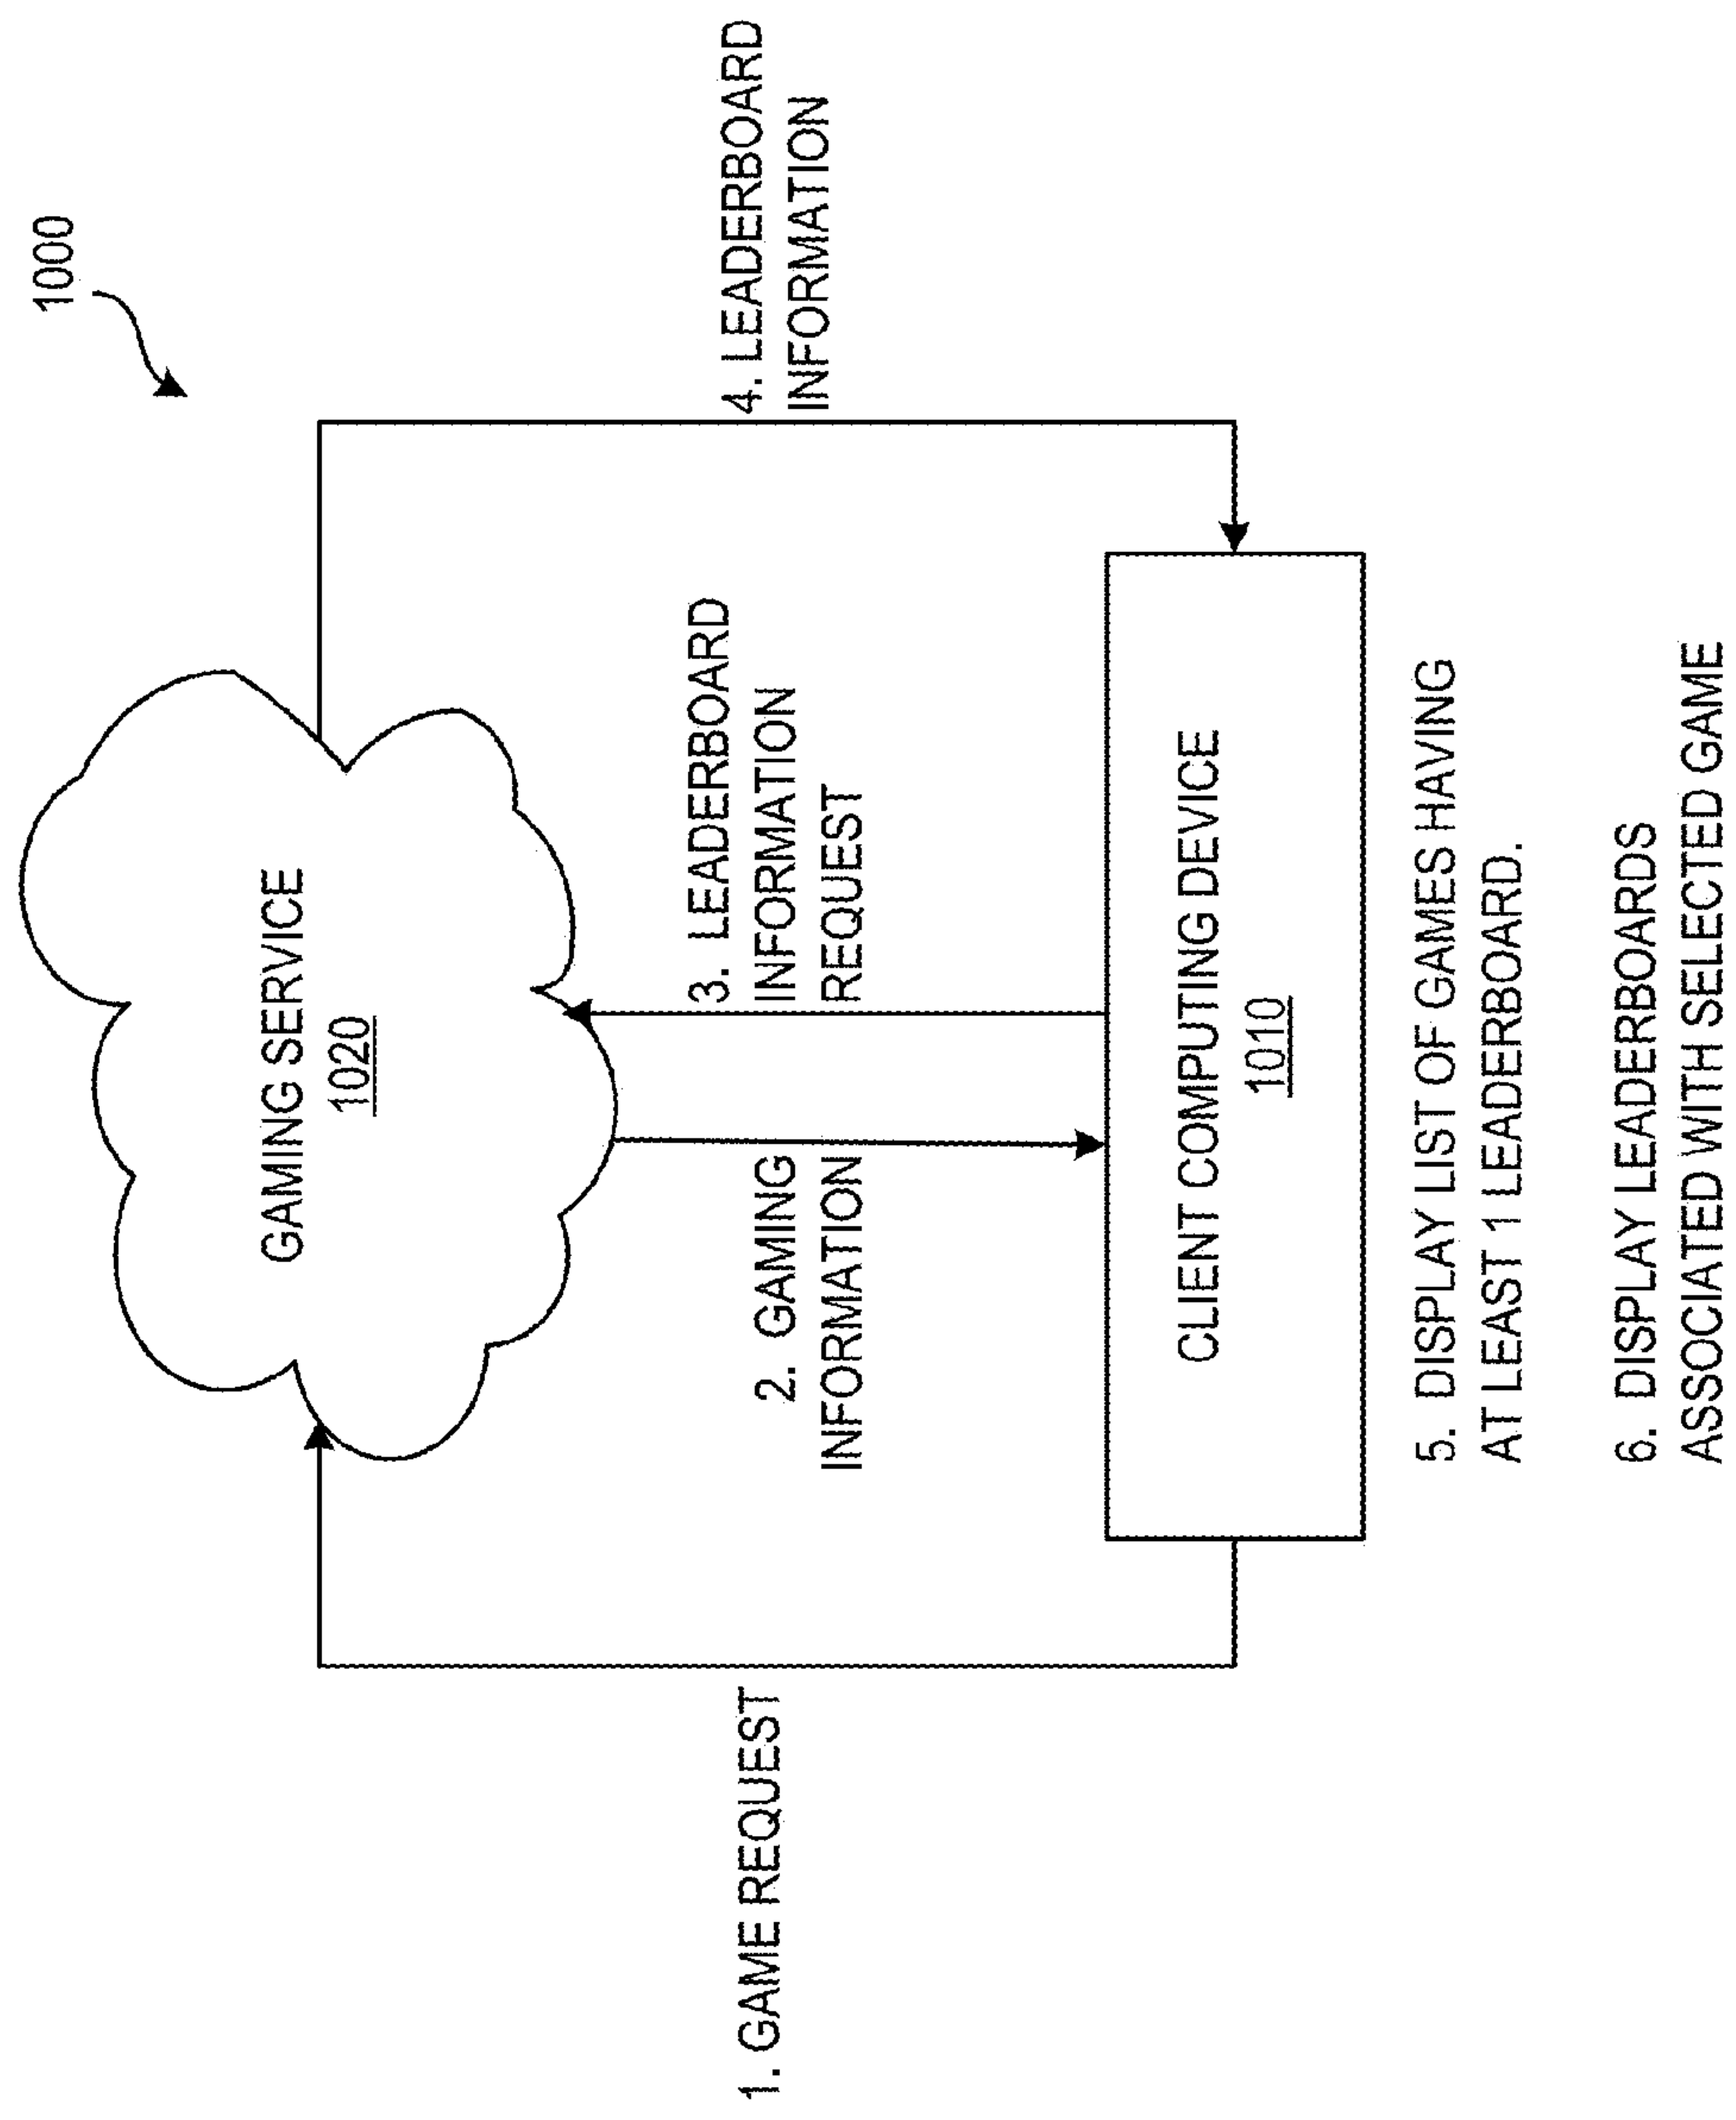 1000
GAMING SERVICE
1020
1. GAME REQUEST
2. GAMING
INFORMATION
3. LEADERBOARD
INFORMATION
REQUEST
4. LEADERBOARD
INFORMATION
CLIENT COMPUTING DEVICE
1010
5. DISPLAY LIST OF GAMES HAVING
AT LEAST 1 LEADERBOARD.
6. DISPLAY LEADERBOARDS
ASSOCIATED WITH SELECTED GAME